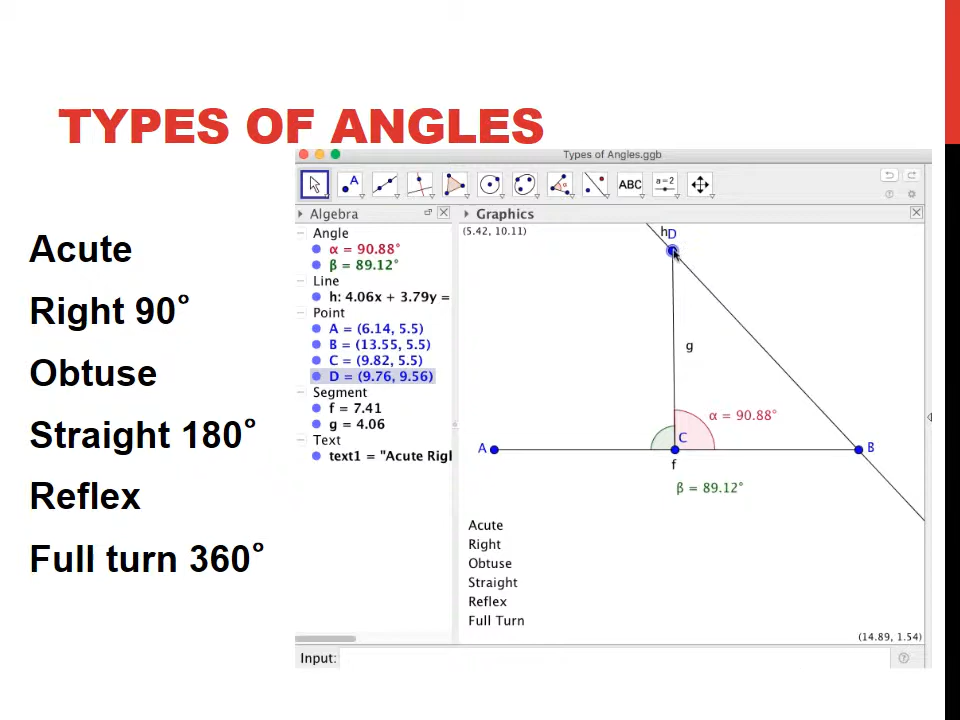 TYPES OF ANGLES
Acute
Right 90°
Obtuse
Straight 180°
Reflex
Full turn 360°
Types of Angles.ggb
A
ABC
a=2
Algebra
Angle
α = 90.88°
β = 89.12°
Line
h: 4.06x + 3.79y =
Point
A = (6.14, 5.5)
B = (13.55, 5.5)
C = (9.82, 5.5)
D = (9.76, 9.56)
Segment
f = 7.41
g = 4.06
Text
text1 = "Acute Rigl
Graphics
(5.42, 10.11)
h
D
g
α = 90.88°
A
C
B
f
β = 89.12°
Acute
Right
Obtuse
Straight
Reflex
Full Turn
(14.89, 1.54)
Input: